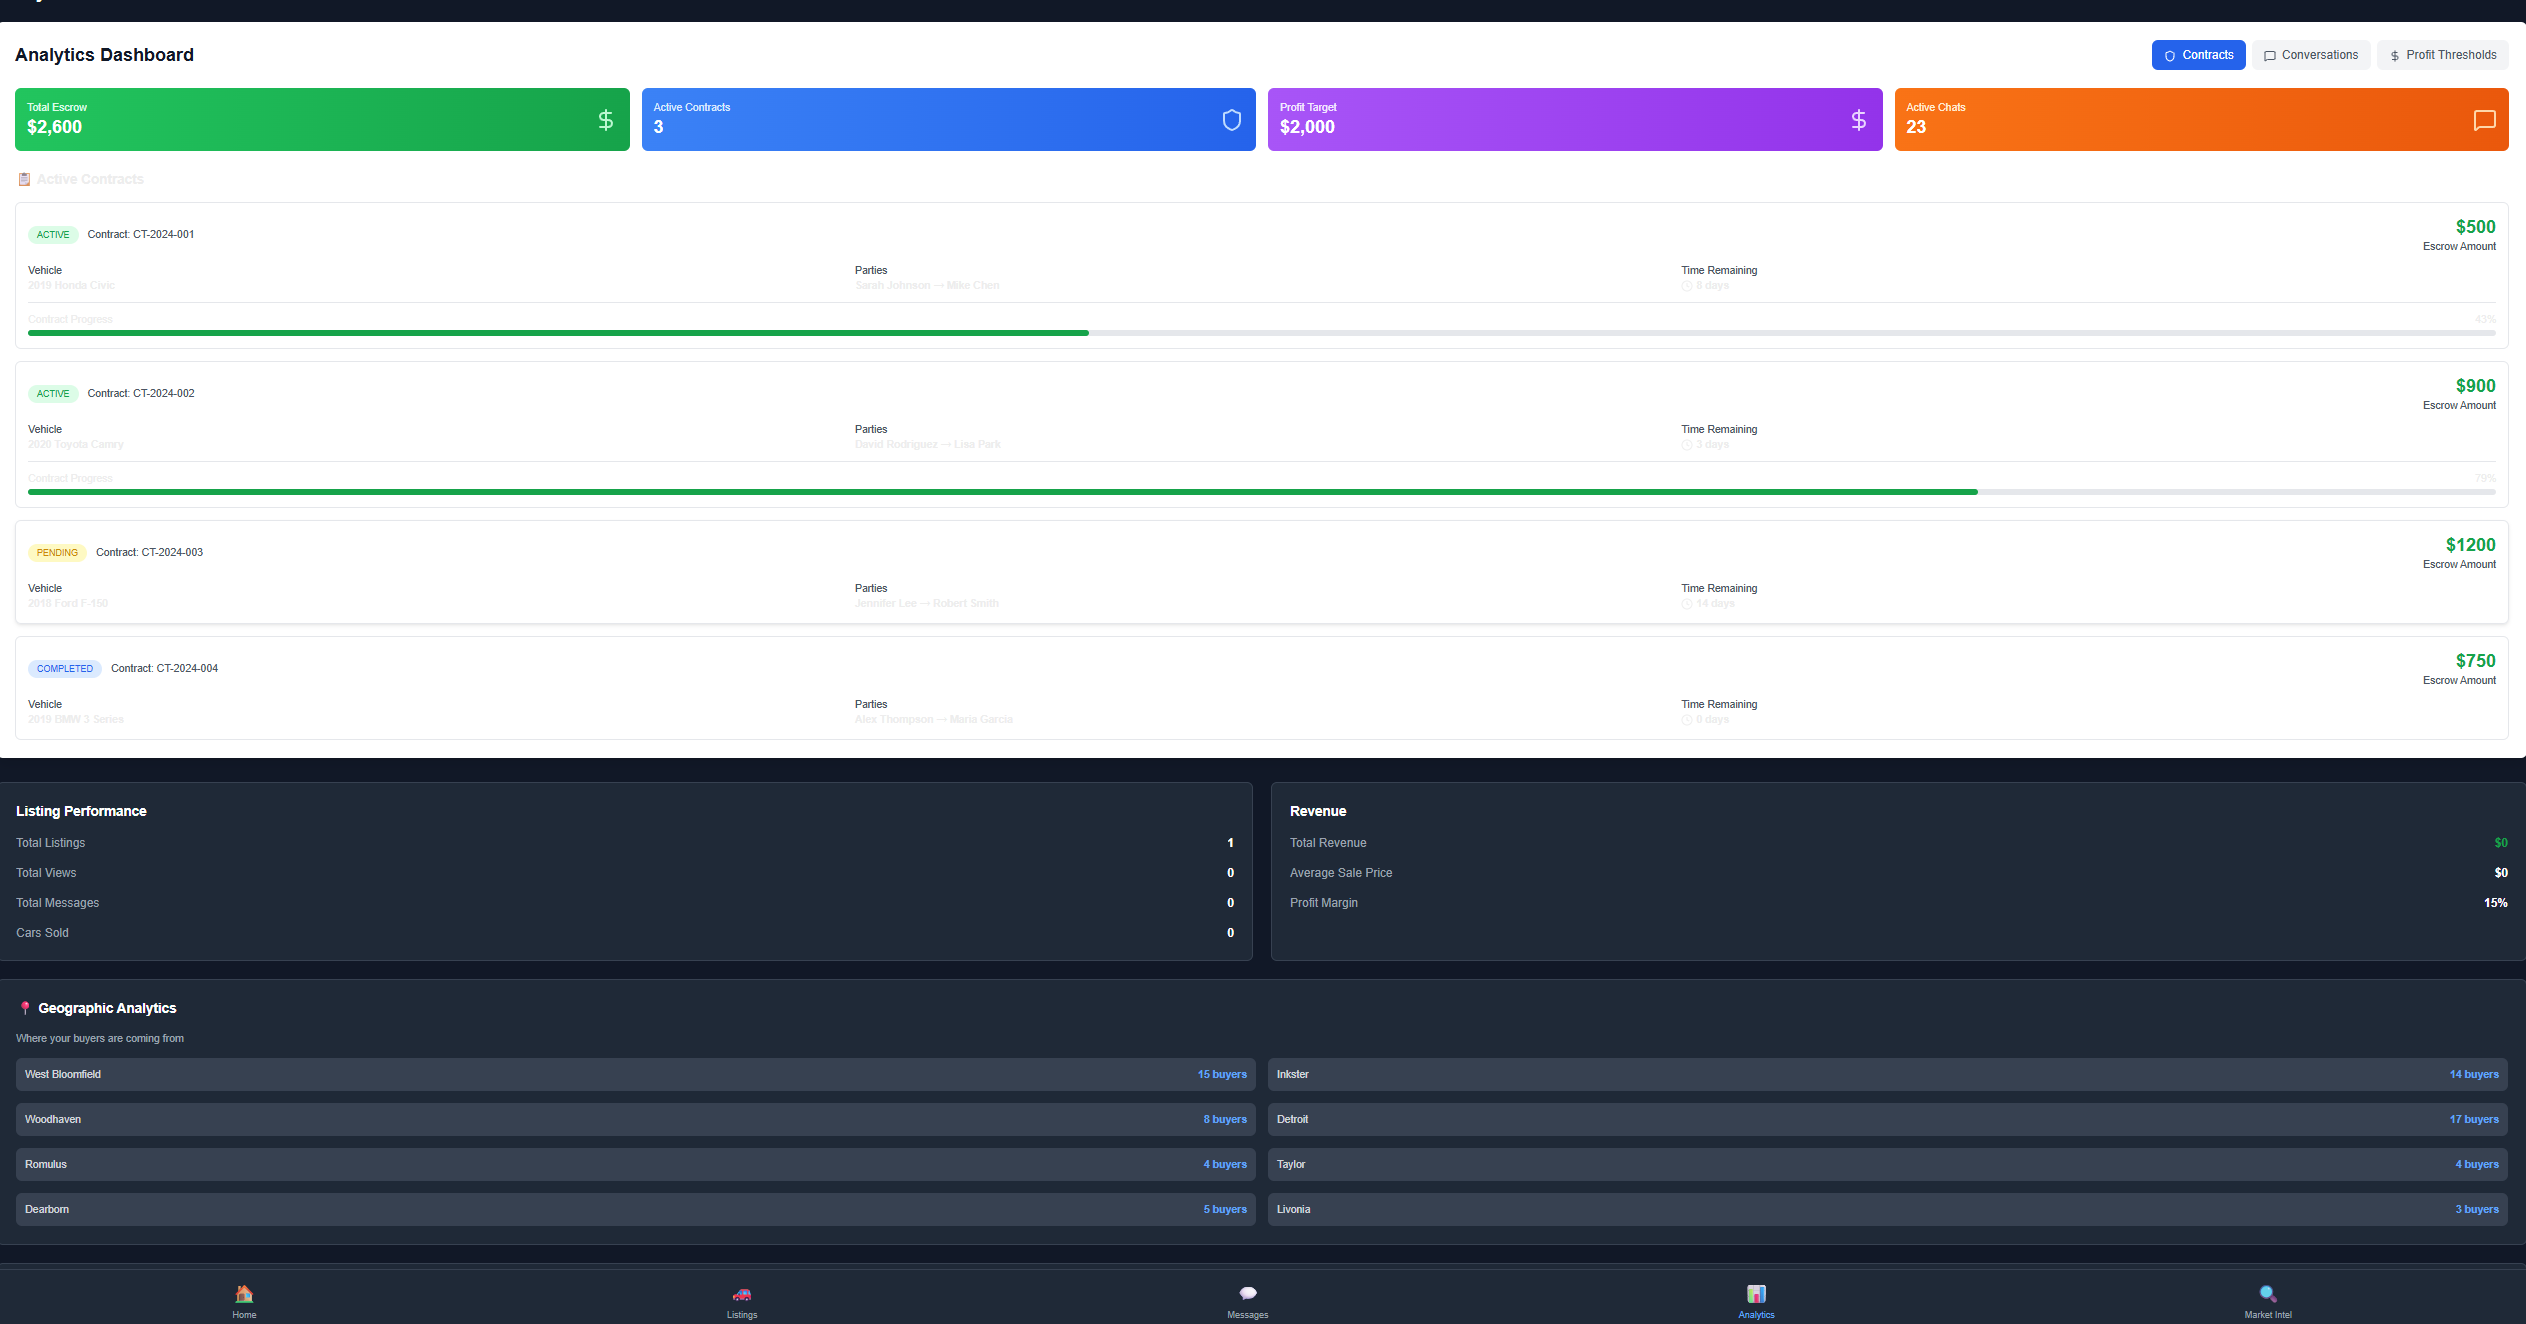 Analytics Dashboard
Contracts
Conversations
Profit Thresholds
Total Escrow
$2,600
Active Contracts
3
Profit Target
$2,000
Active Chats
23
Active Contracts
ACTIVE Contract: CT-2024-001
$500
Escrow Amount
Vehicle
2019 Honda Civic
Parties
Sarah Johnson → Mike Chen
Time Remaining
8 days
Contract Progress
43%
ACTIVE Contract: CT-2024-002
$900
Escrow Amount
Vehicle
2020 Toyota Camry
Parties
David Rodriguez → Lisa Park
Time Remaining
3 days
Contract Progress
79%
PENDING Contract: CT-2024-003
$1200
Escrow Amount
Vehicle
2018 Ford F-150
Parties
Jennifer Lee → Robert Smith
Time Remaining
14 days
COMPLETED Contract: CT-2024-004
$750
Escrow Amount
Vehicle
2019 BMW 3 Series
Parties
Alex Thompson → Maria Garcia
Time Remaining
0 days
Listing Performance
Total Listings 1
Total Views 0
Total Messages 0
Cars Sold 0
Revenue
Total Revenue $0
Average Sale Price $0
Profit Margin 15%
Geographic Analytics
Where your buyers are coming from
West Bloomfield 15 buyers
Inkster 14 buyers
Woodhaven 8 buyers
Detroit 17 buyers
Romulus 4 buyers
Taylor 4 buyers
Dearborn 5 buyers
Livonia 3 buyers
Home
Listings
Messages
Analytics
Market Intel